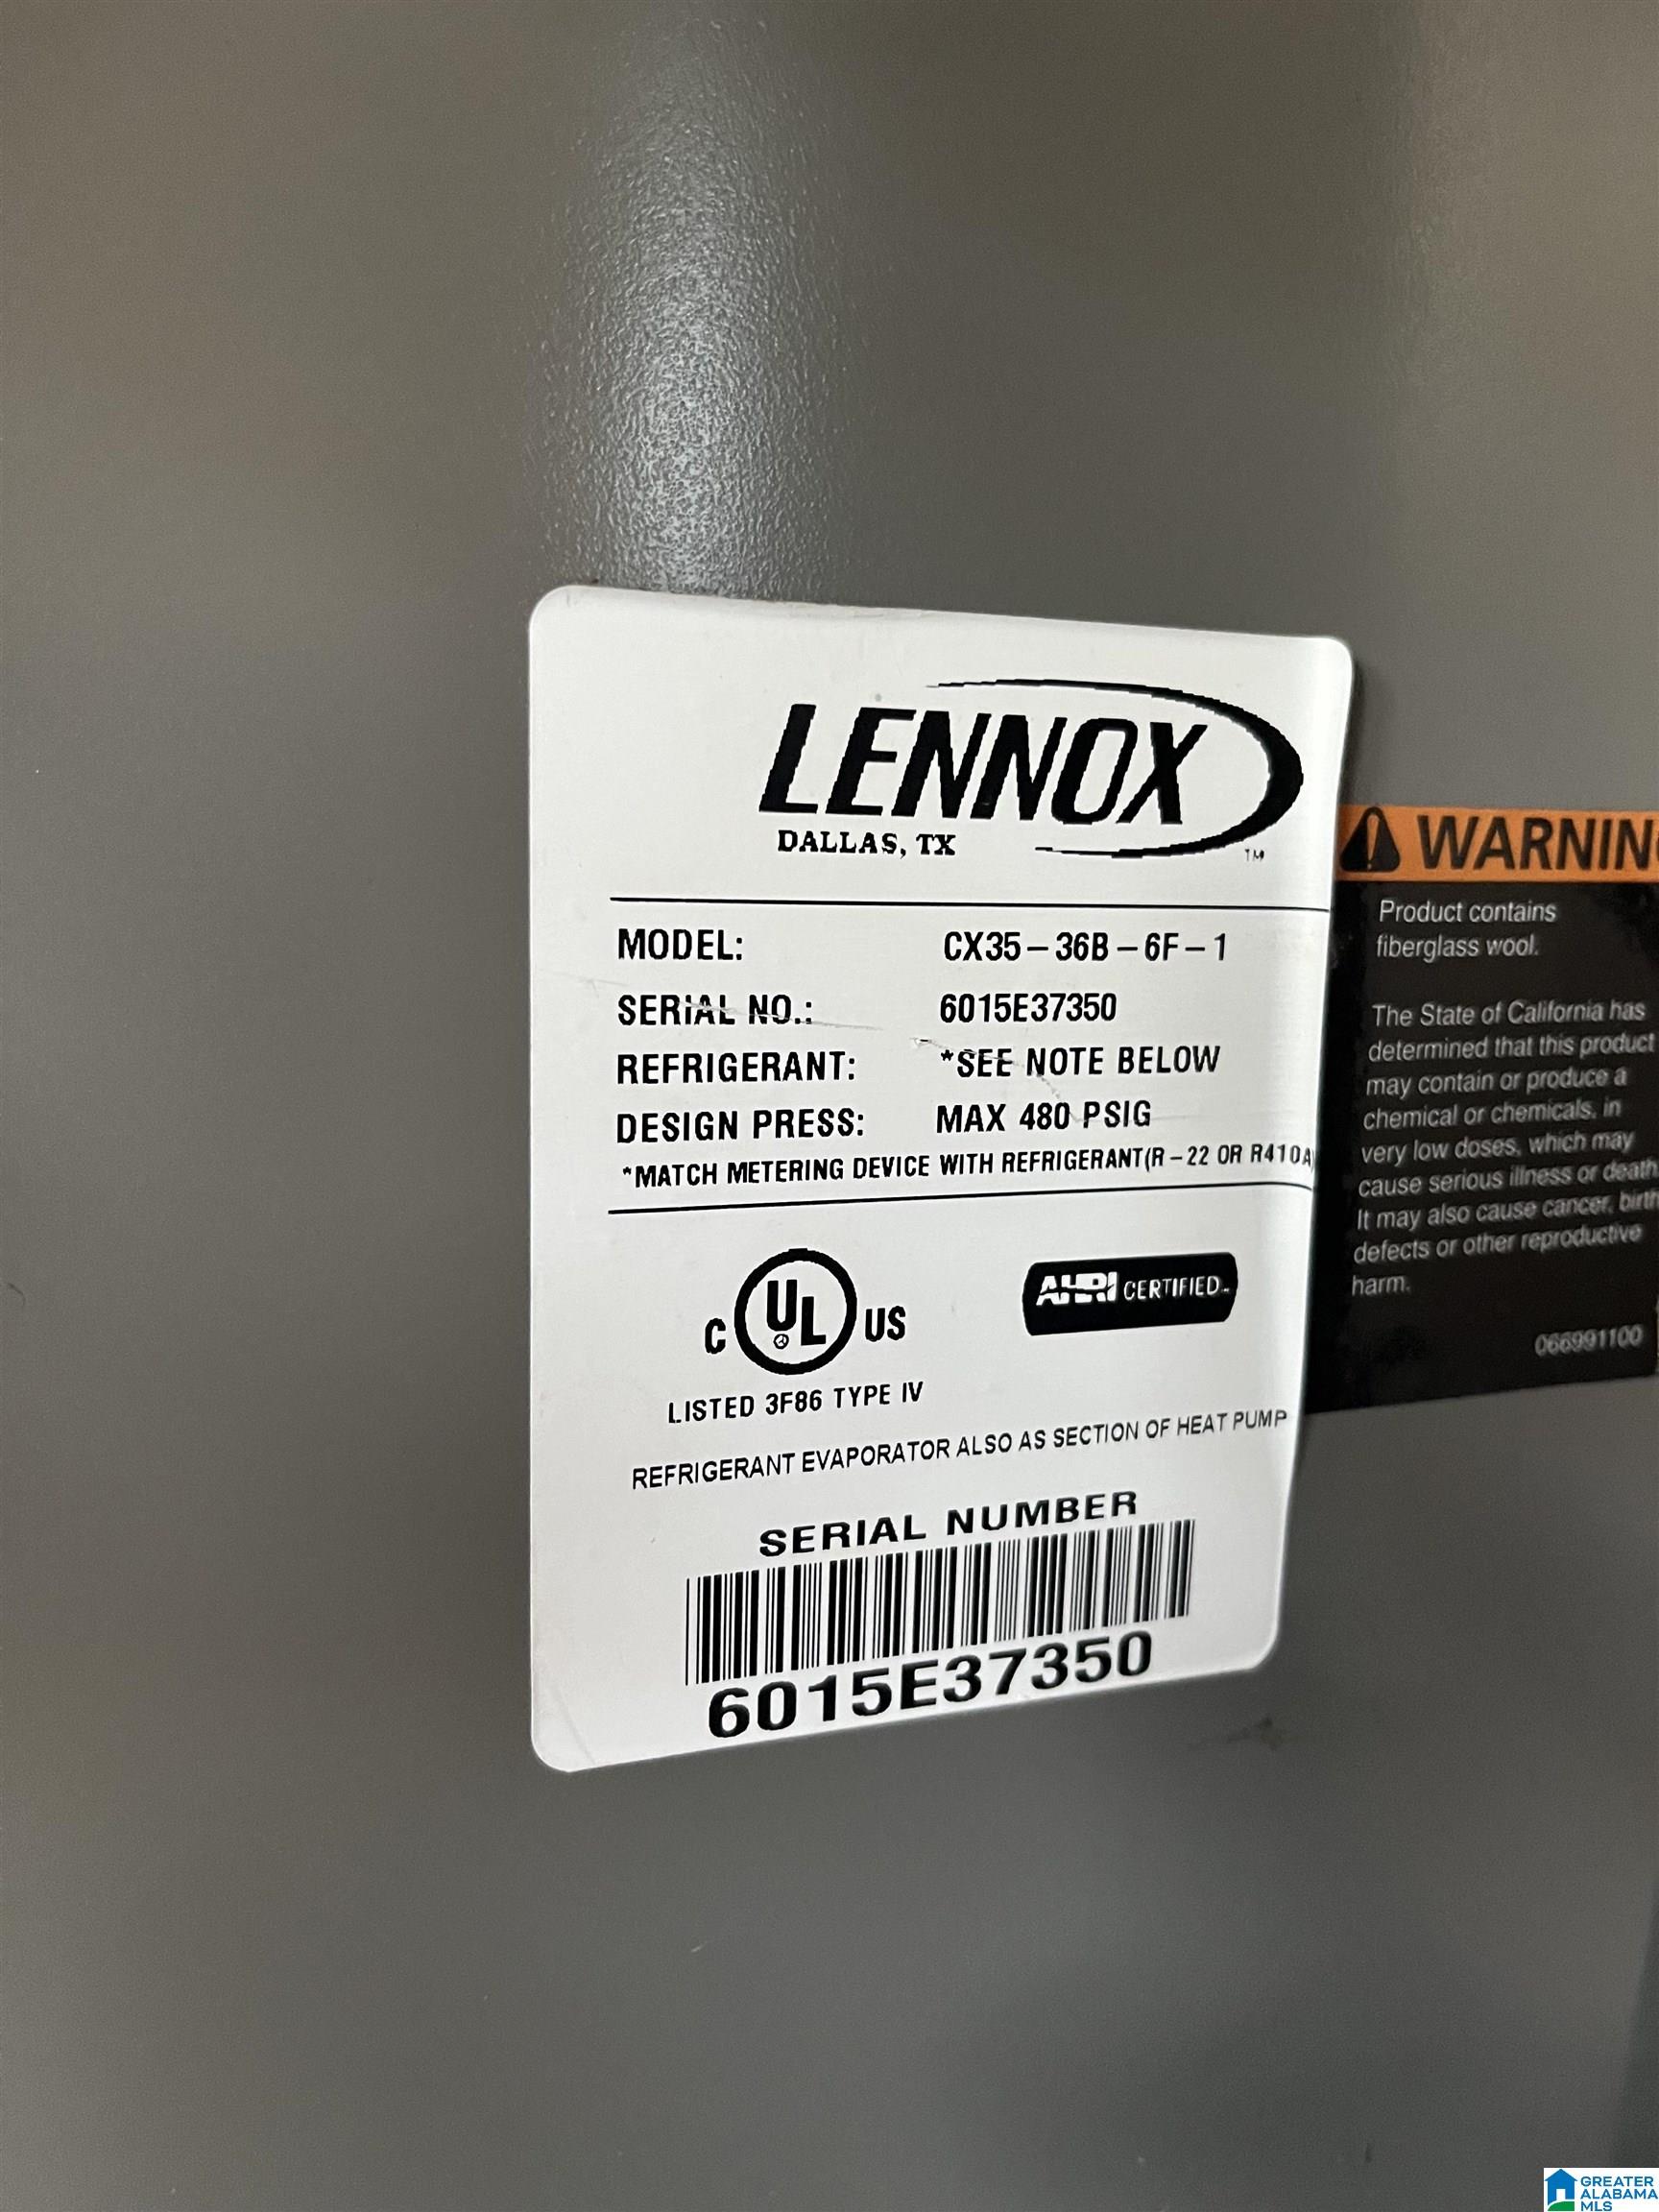 LENNOX
DALLAS, TX
TM
MODEL: CX35-36B-6F-1
SERIAL NO.: 6015E37350
REFRIGERANT: *SEE NOTE BELOW
DESIGN PRESS: MAX 480 PSIG
*MATCH METERING DEVICE WITH REFRIGERANT(R-22 OR R410A)
C UL US
AHRI CERTIFIED
LISTED 3F86 TYPE IV
REFRIGERANT EVAPORATOR ALSO AS SECTION OF HEAT PUMP
SERIAL NUMBER
6015E37350
WARNING
Product contains
fiberglass wool.
The State of California has
determined that this product
may contain or produce a
chemical or chemicals, in
very low doses, which may
cause serious illness or death.
It may also cause cancer, birth
defects or other reproductive
harm.
066991100
GREATER
ALABAMA
MLS